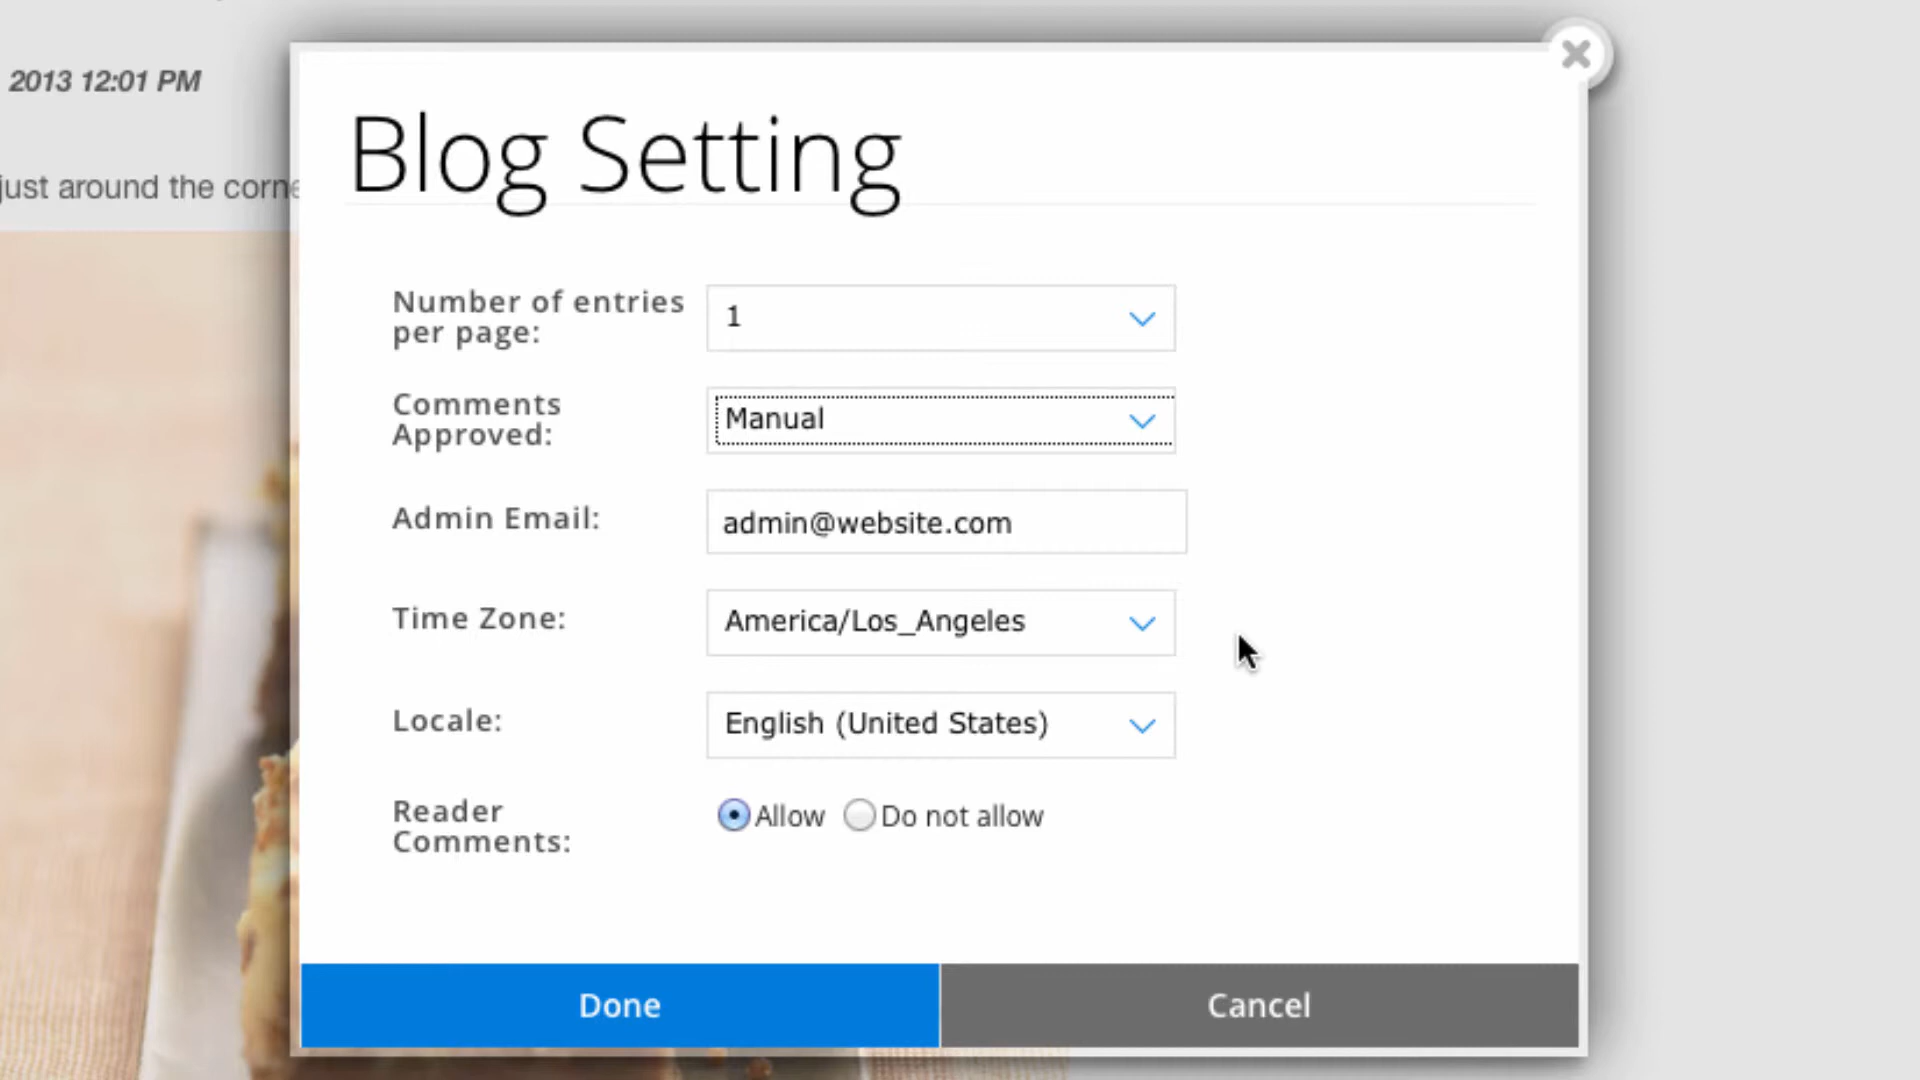 2013 12:01 PM
just around the corne
Blog Setting
Number of entries
per page:
1
Comments
Approved:
Manual
Admin Email:
admin@website.com
Time Zone:
America/Los_Angeles
Locale:
English (United States)
Reader
Comments:
Allow Do not allow
Done Cancel